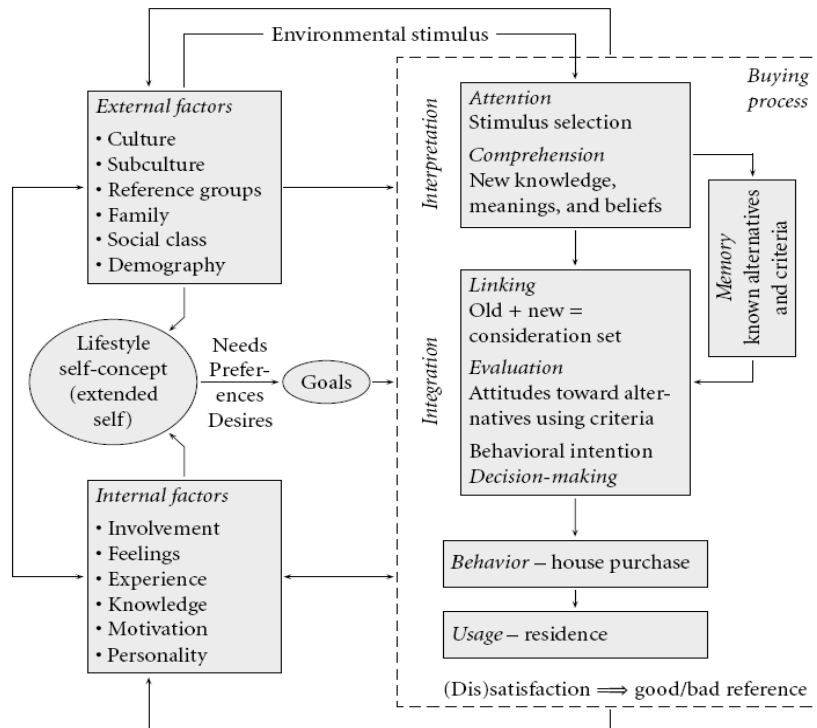 Environmental stimulus
External factors
• Culture
• Subculture
• Reference groups
• Family
• Social class
• Demography
Lifestyle
self-concept
(extended
self)
Needs
Prefer-
ences
Desires
Goals
Internal factors
• Involvement
• Feelings
• Experience
• Knowledge
• Motivation
• Personality
Buying
process
Interpretation
Attention
Stimulus selection
Comprehension
New knowledge,
meanings, and beliefs
Memory
known alternatives
and criteria
Integration
Linking
Old + new =
consideration set
Evaluation
Attitudes toward alter-
natives using criteria
Behavioral intention
Decision-making
Behavior – house purchase
Usage – residence
(Dis)satisfaction ⟹ good/bad reference